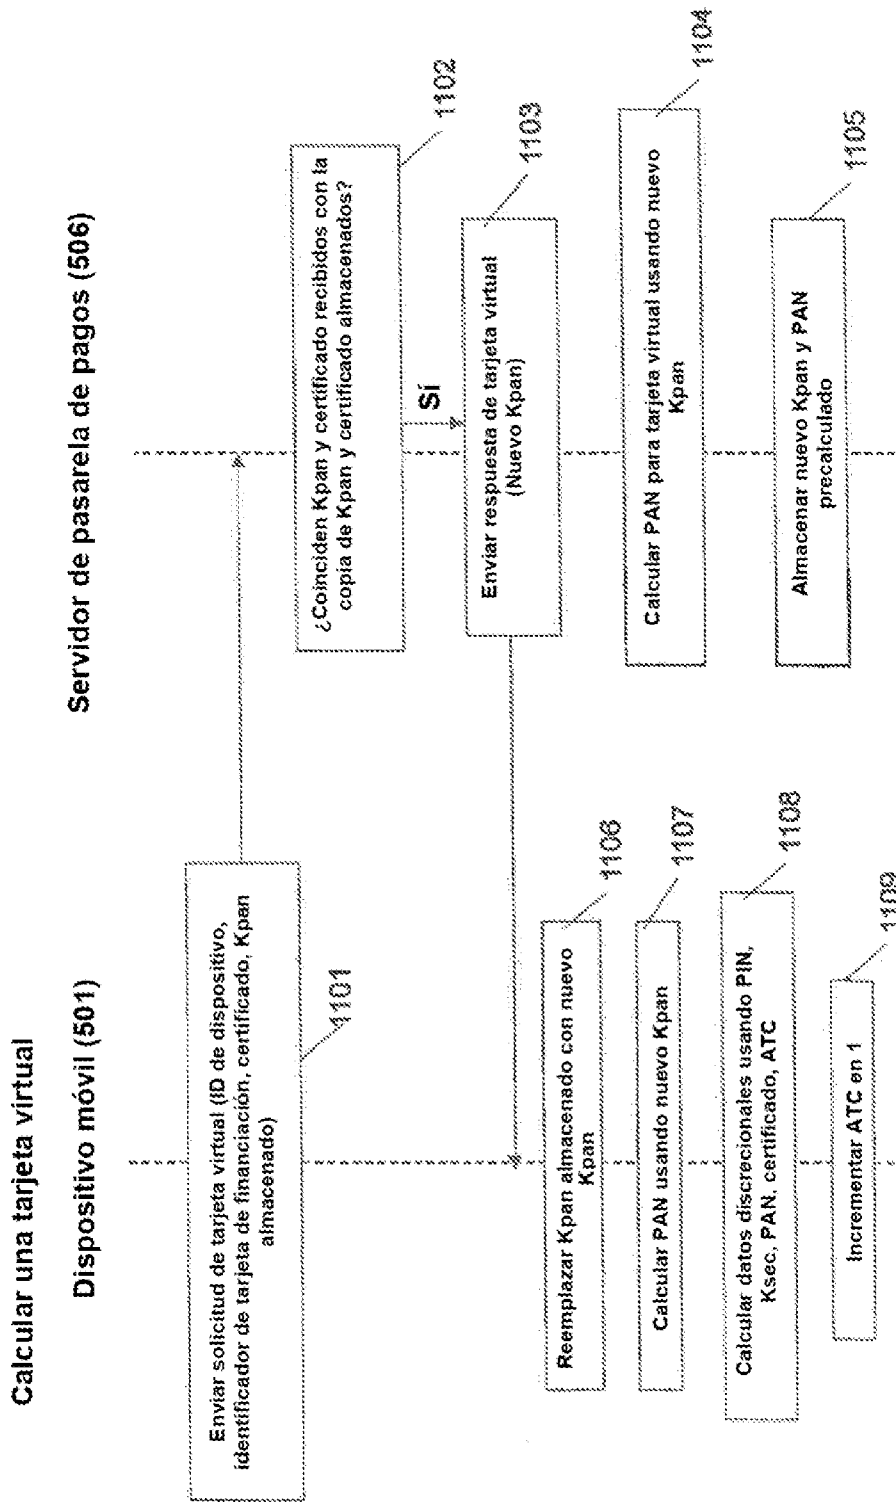 Calcular una tarjeta virtual
Dispositivo móvil (501)
Servidor de pasarela de pagos (506)
Enviar solicitud de tarjeta virtual (ID de dispositivo,
identificador de tarjeta de financiación, certificado, Kpan
almacenado)
1101
¿Coinciden Kpan y certificado recibidos con la
copia de Kpan y certificado almacenados?
1102
Sí
Enviar respuesta de tarjeta virtual
(Nuevo Kpan)
1103
Calcular PAN para tarjeta virtual usando nuevo
Kpan
1104
Almacenar nuevo Kpan y PAN
precalculado
1105
Reemplazar Kpan almacenado con nuevo
Kpan
1106
Calcular PAN usando nuevo Kpan
1107
Calcular datos discrecionales usando PIN,
Ksec, PAN, certificado, ATC
1108
Incrementar ATC en 1
1109